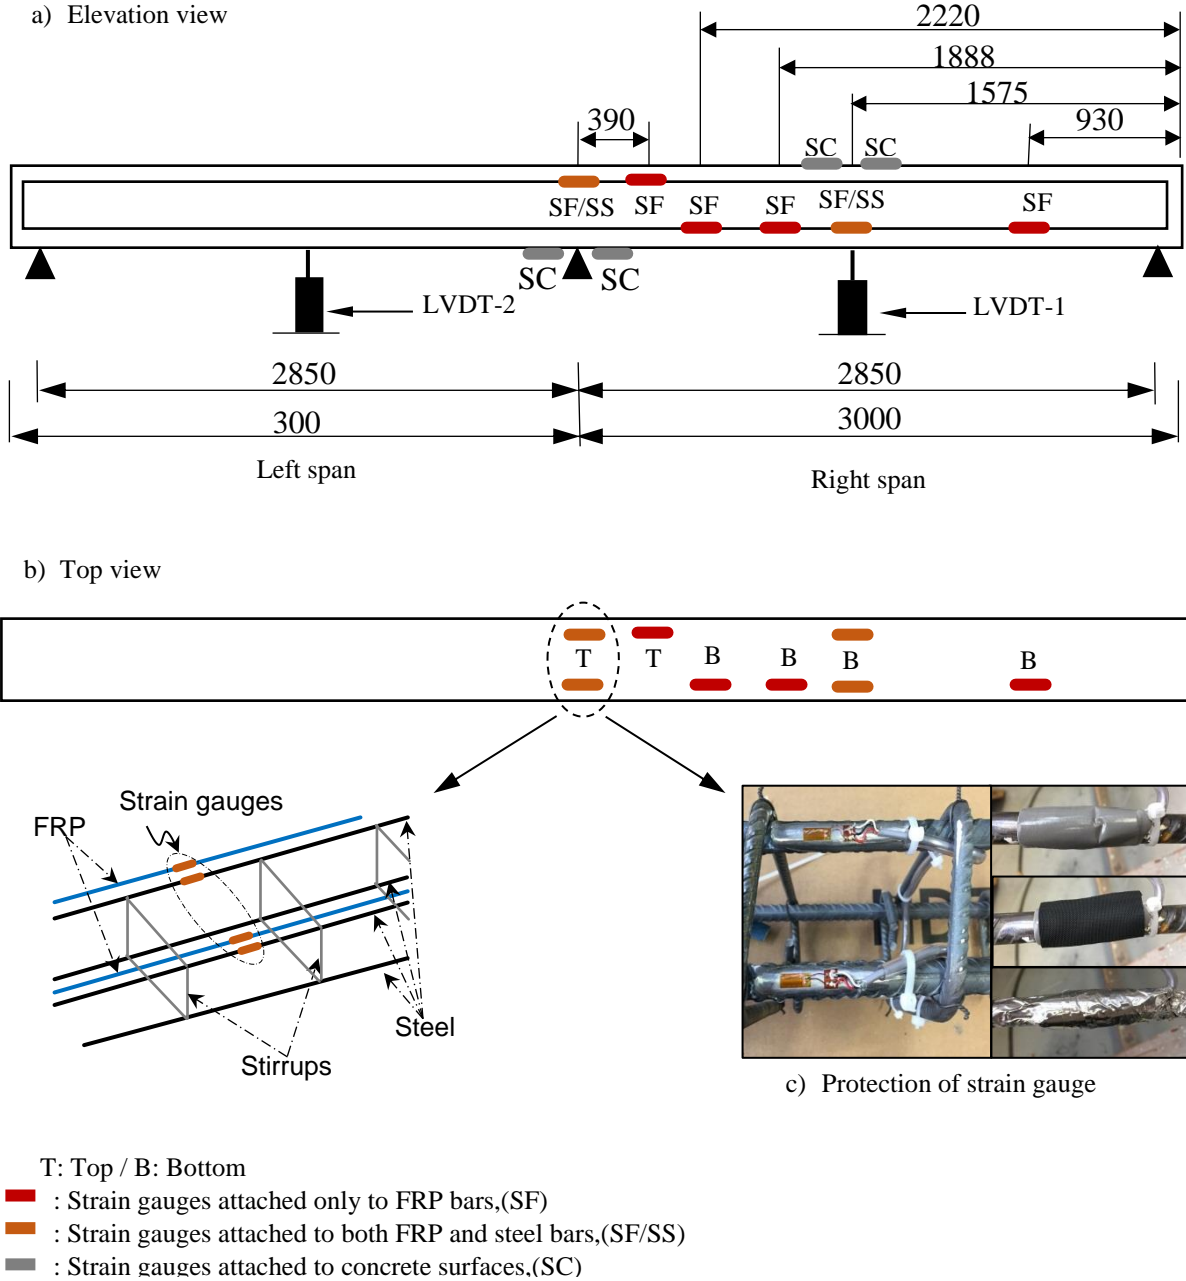 a) Elevation view
2220
1888
1575
390
930
SC SC
SF/SS SF SF SF SF/SS SF
SC SC
LVDT-2
LVDT-1
2850 2850
300 3000
Left span
Right span
b) Top view
T T B B B B
Strain gauges
FRP
Steel
Stirrups
c) Protection of strain gauge
T: Top / B: Bottom
: Strain gauges attached only to FRP bars,(SF)
: Strain gauges attached to both FRP and steel bars,(SF/SS)
: Strain gauges attached to concrete surfaces,(SC)